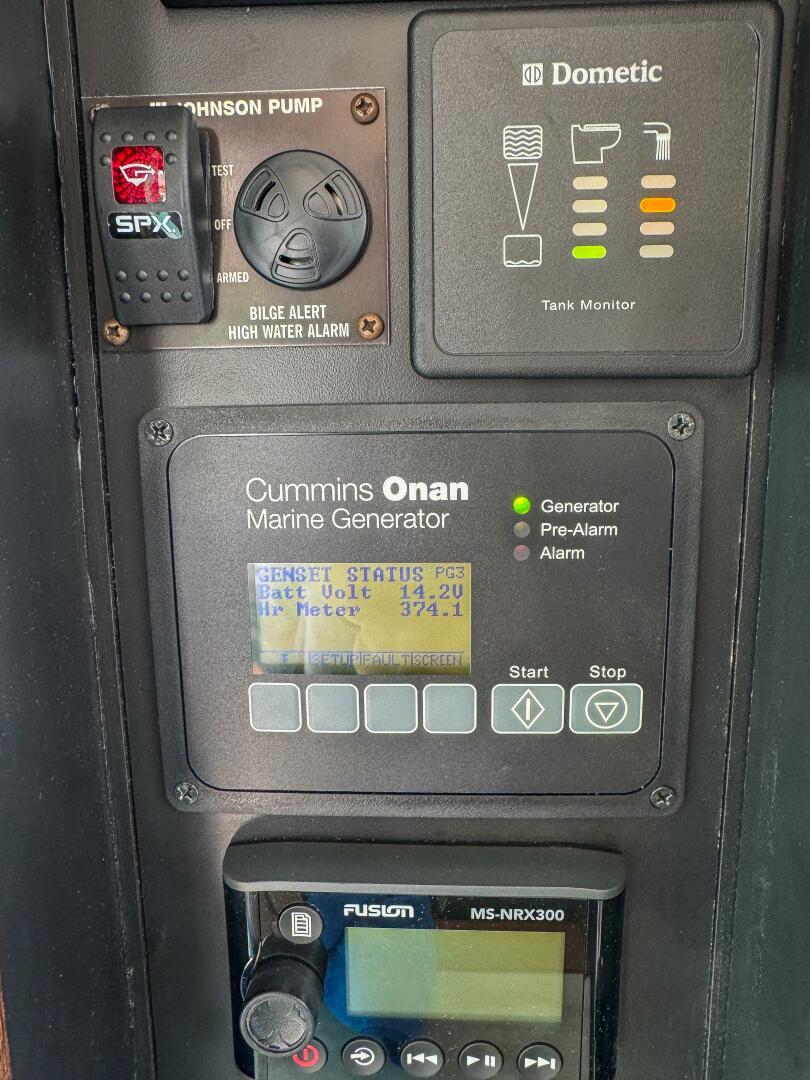 JOHNSON PUMP
TEST
SPX
OFF
ARMED
BILGE ALERT
HIGH WATER ALARM
Dometic
Tank Monitor
Cummins Onan
Marine Generator
Generator
Pre-Alarm
Alarm
GENSET STATUS PG3
Batt Volt 14.2V
Hr Meter 374.1
SETUP FAULT SCREEN
Start Stop
FUSION MS-NRX300